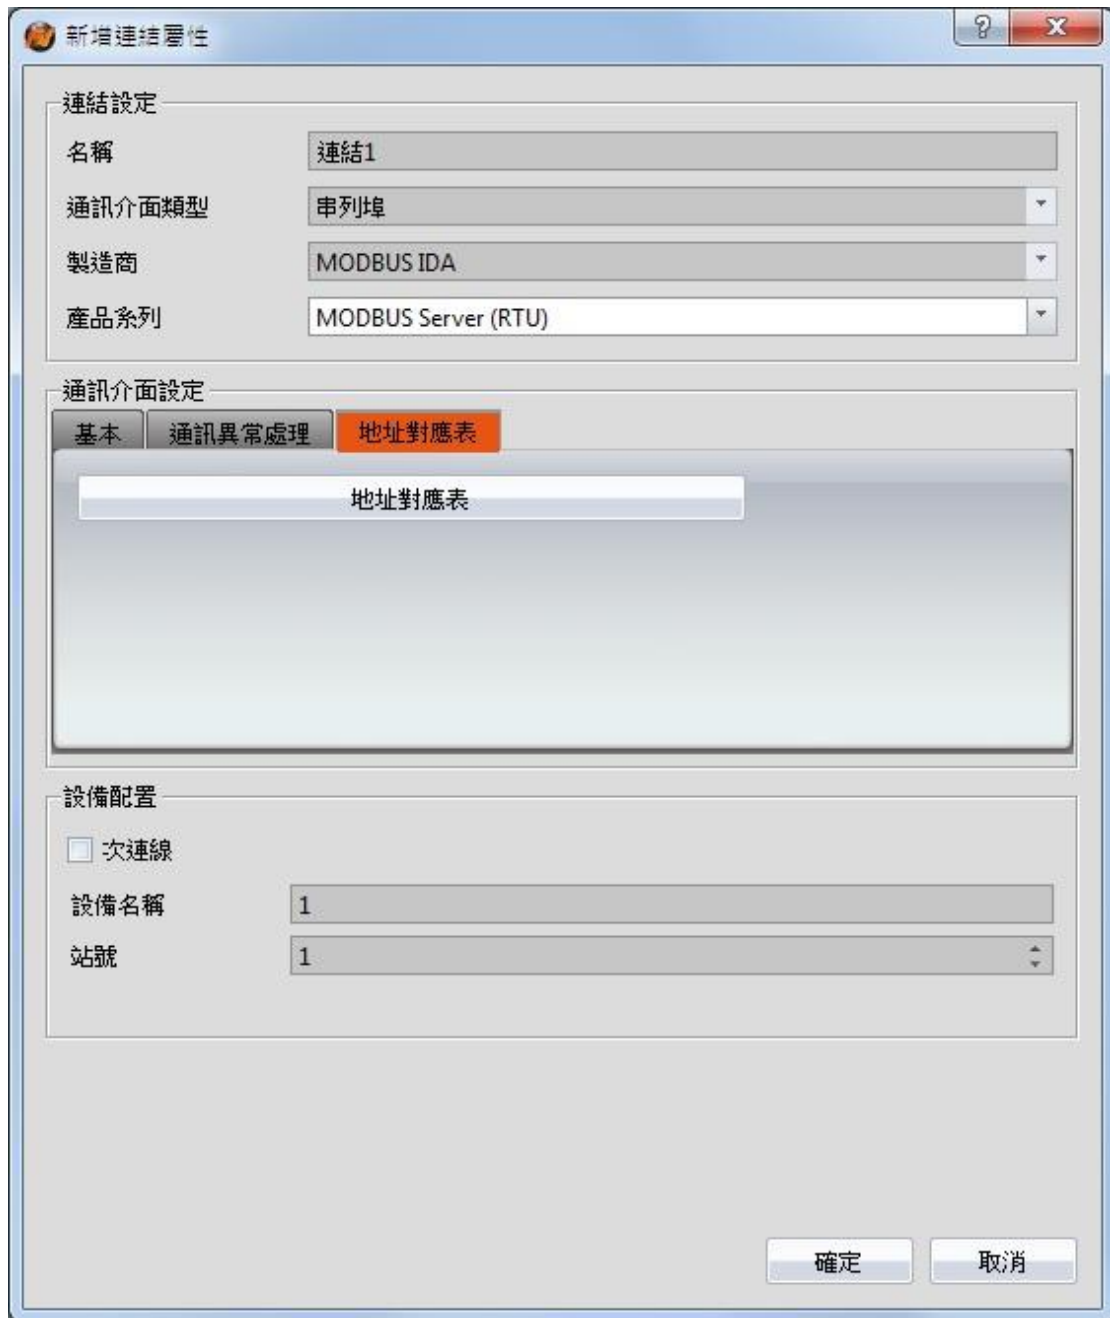 新增連結屬性
連結設定
名稱 連結1
通訊介面類型 串列埠
製造商 MODBUS IDA
產品系列 MODBUS Server (RTU)
通訊介面設定
基本 通訊異常處理 地址對應表
地址對應表
設備配置
次連線
設備名稱 1
站號 1
確定 取消